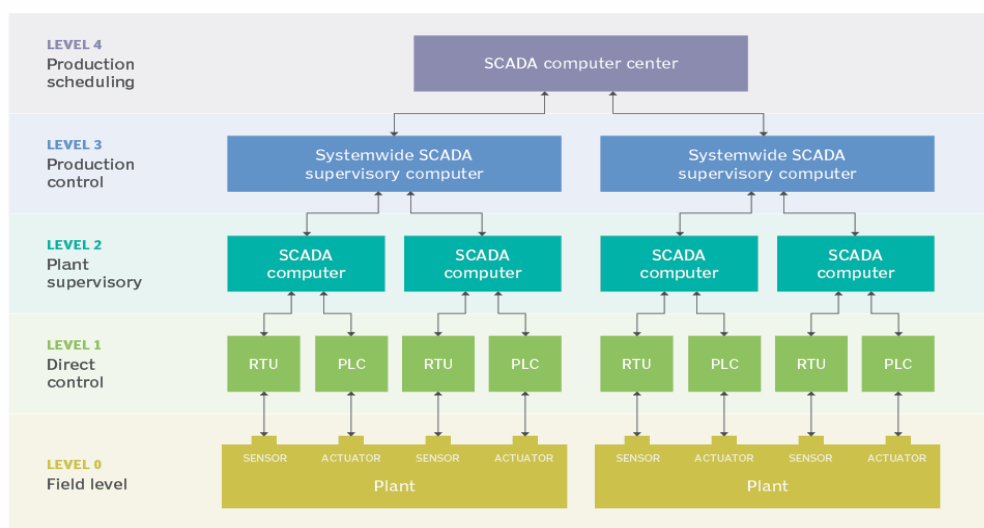 LEVEL 4
Production
scheduling
SCADA computer center
LEVEL 3
Production
control
Systemwide SCADA
supervisory computer
Systemwide SCADA
supervisory computer
LEVEL 2
Plant
supervisory
SCADA
computer
SCADA
computer
SCADA
computer
SCADA
computer
LEVEL 1
Direct
control
RTU
PLC
RTU
PLC
RTU
PLC
RTU
PLC
LEVEL 0
Field level
SENSOR
ACTUATOR
SENSOR
ACTUATOR
Plant
SENSOR
ACTUATOR
SENSOR
ACTUATOR
Plant